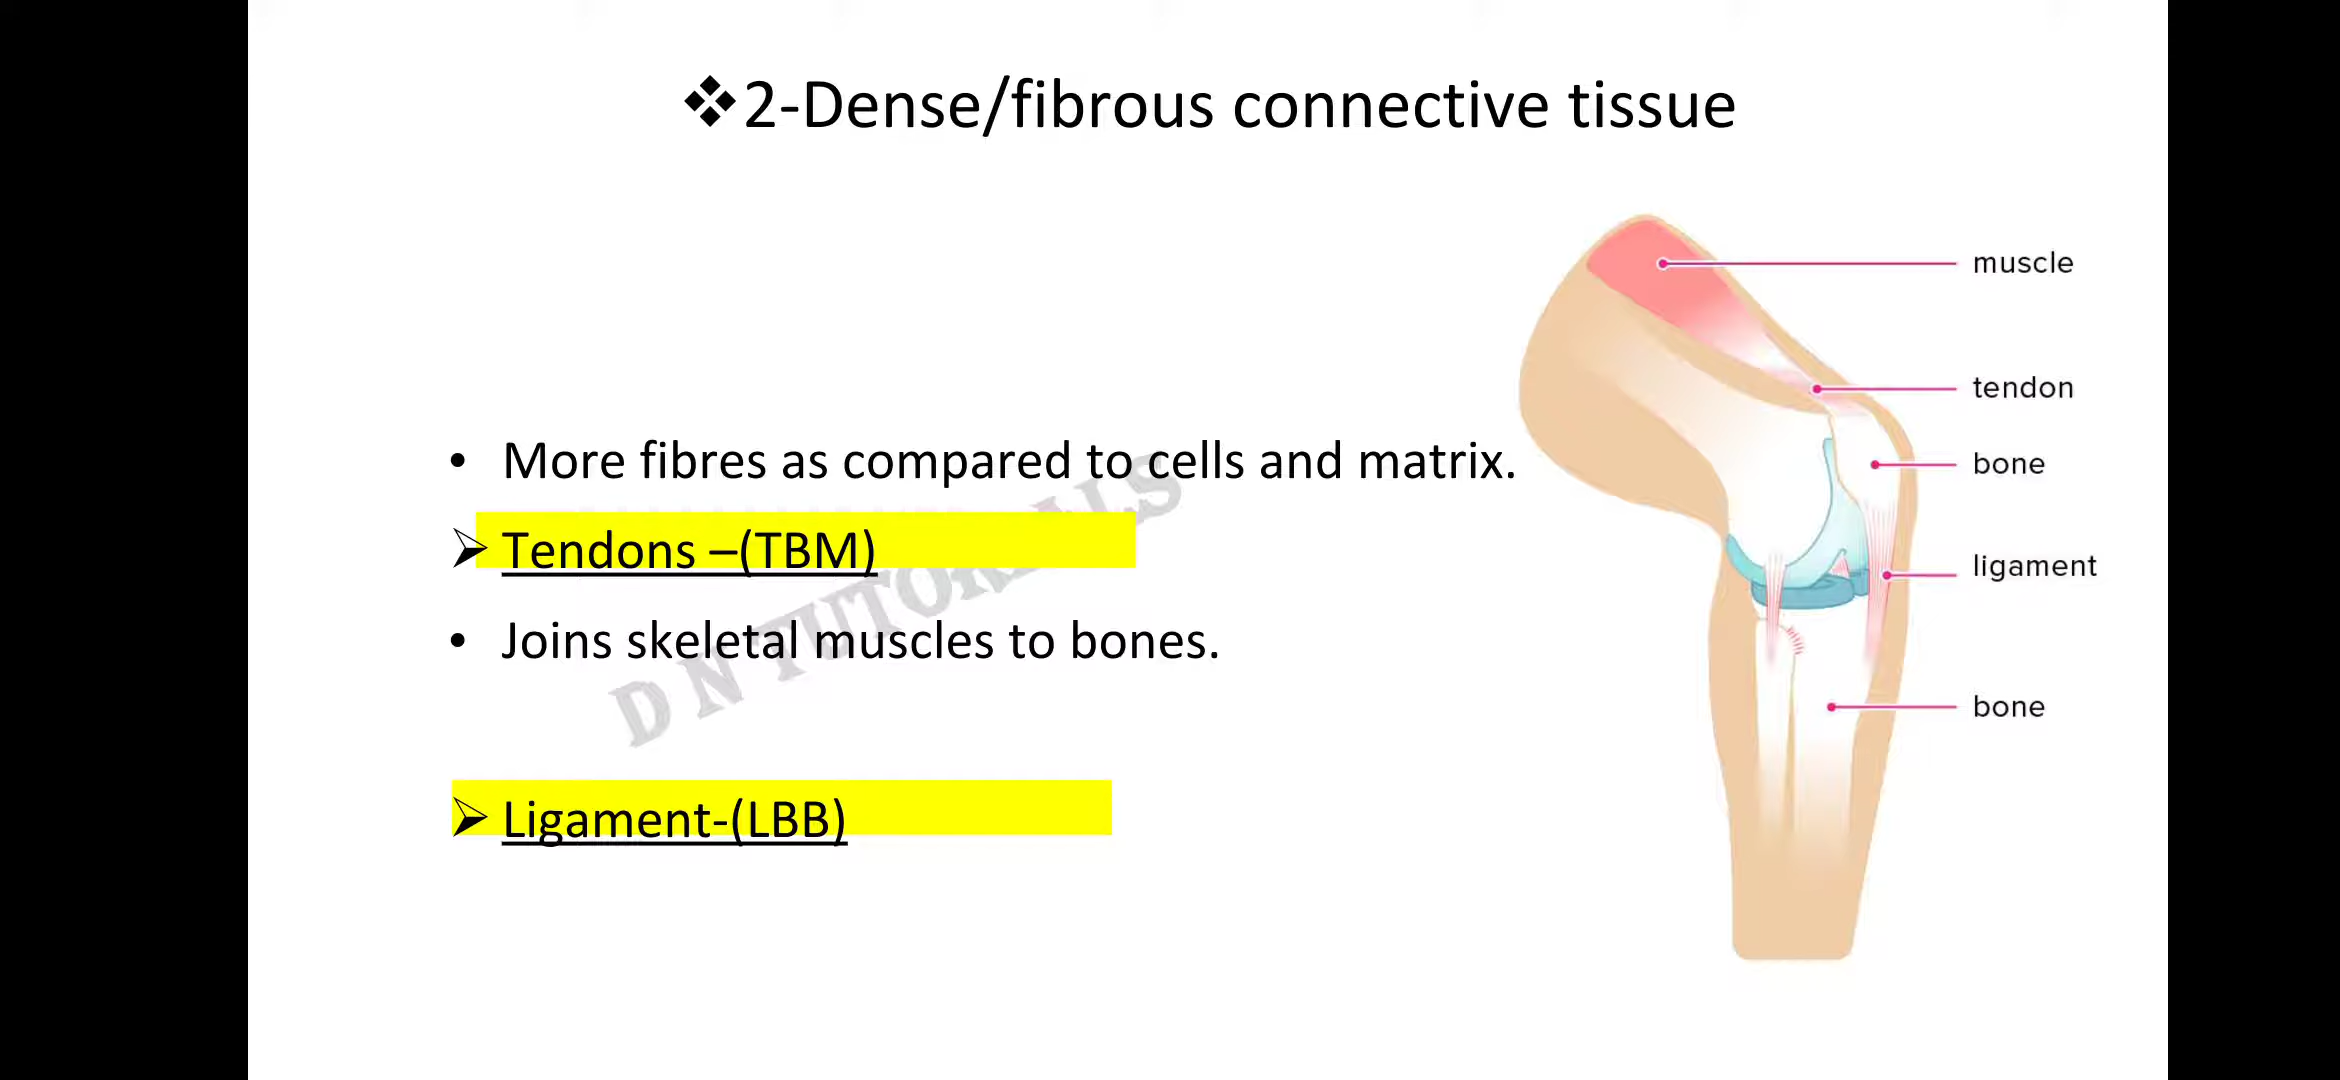 ❖2-Dense/fibrous connective tissue
• More fibres as compared to cells and matrix.
➢ Tendons –(TBM)
• Joins skeletal muscles to bones.
➢ Ligament-(LBB)
D N TUTORIALS
muscle
tendon
bone
ligament
bone